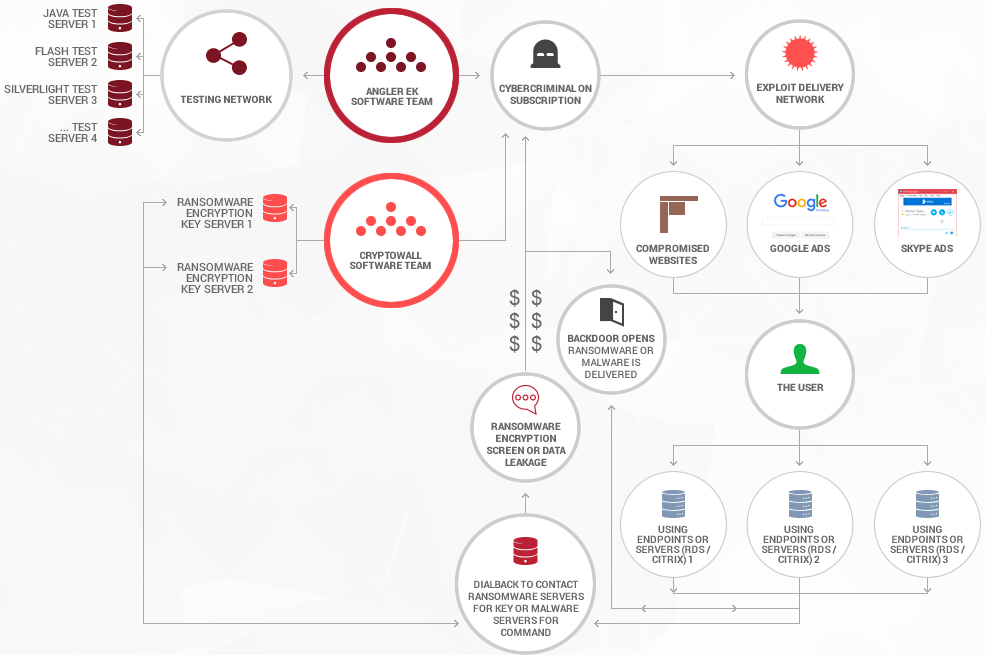 JAVA TEST
SERVER 1
FLASH TEST
SERVER 2
SILVERLIGHT TEST
SERVER 3
... TEST
SERVER 4
TESTING NETWORK
ANGLER EK
SOFTWARE TEAM
CYBERCRIMINAL ON
SUBSCRIPTION
EXPLOIT DELIVERY
NETWORK
RANSOMWARE
ENCRYPTION
KEY SERVER 1
RANSOMWARE
ENCRYPTION
KEY SERVER 2
CRYPTOWALL
SOFTWARE TEAM
COMPROMISED
WEBSITES
Google
GOOGLE ADS
SKYPE ADS
$ $
$ $
$ $
BACKDOOR OPENS
RANSOMWARE OR
MALWARE IS
DELIVERED
THE USER
RANSOMWARE
ENCRYPTION
SCREEN OR DATA
LEAKAGE
USING
ENDPOINTS OR
SERVERS (RDS /
CITRIX) 1
USING
ENDPOINTS OR
SERVERS (RDS /
CITRIX) 2
USING
ENDPOINTS OR
SERVERS (RDS /
CITRIX) 3
DIALBACK TO CONTACT
RANSOMWARE SERVERS
FOR KEY OR MALWARE
SERVERS FOR
COMMAND